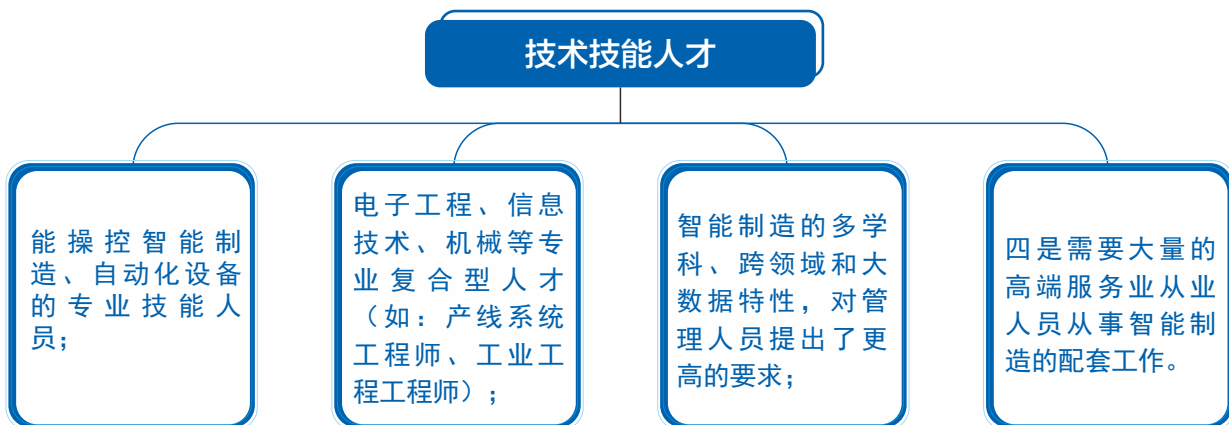 技术技能人才
能操控智能制
造、自动化设备
的专业技能人
员；
电子工程、信息
技术、机械等专
业复合型人才
（如：产线系统
工程师、工业工
程工程师）；
智能制造的多学
科、跨领域和大
数据特性，对管
理人员提出了更
高的要求；
四是需要大量的
高端服务业从业
人员从事智能制
造的配套工作。